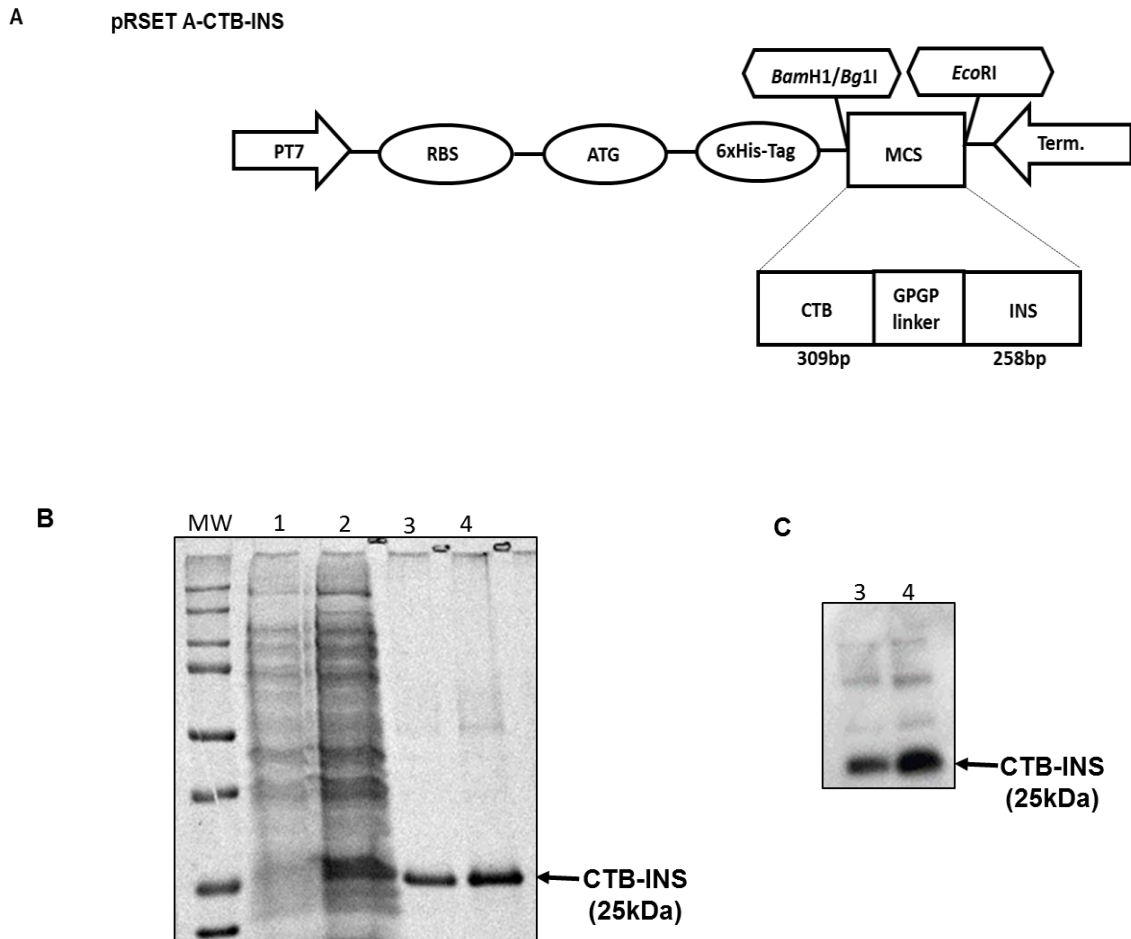 A
pRSET A-CTB-INS
BamH1/Bg1I
EcoRI
PT7
RBS
ATG
6xHis-Tag
MCS
Term.
CTB
GPGP
linker
INS
309bp
258bp
B
MW 1 2 3 4
CTB-INS
(25kDa)
C
3 4
CTB-INS
(25kDa)